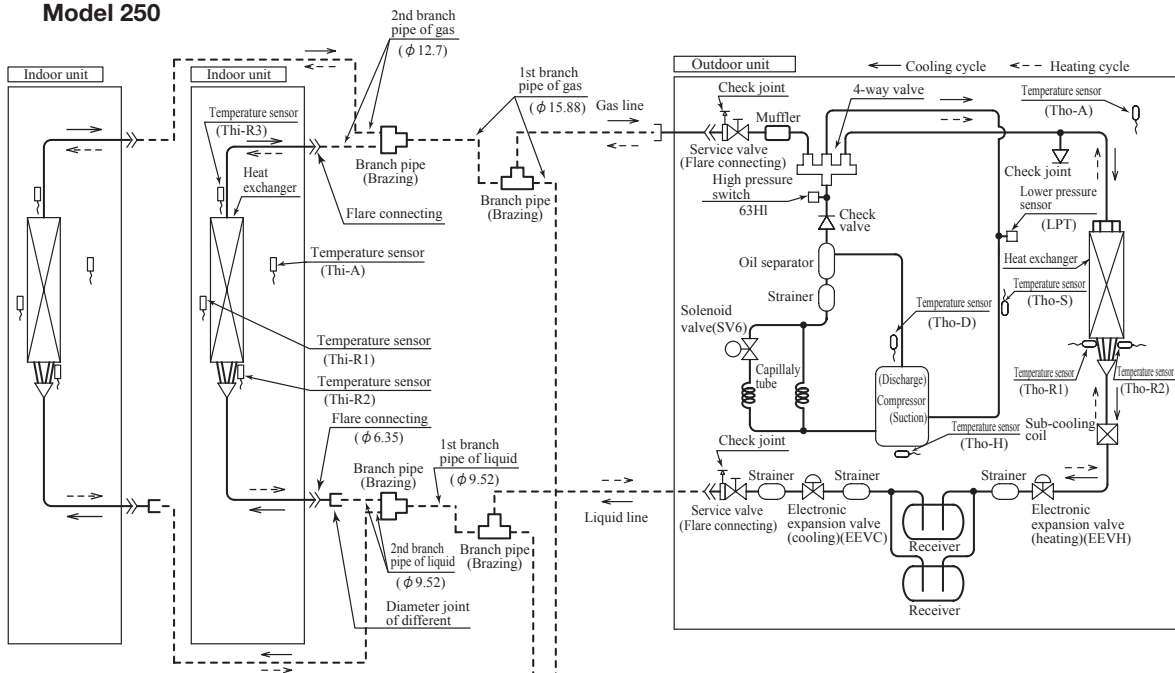 Model 250
2nd branch
pipe of gas
(ϕ12.7)
Indoor unit
Indoor unit
1st branch
pipe of gas
(ϕ15.88)
Outdoor unit
Cooling cycle
Heating cycle
Temperature sensor
(Thi-R3)
Heat
exchanger
Branch pipe
(Brazing)
Flare connecting
Gas line
Branch pipe
(Brazing)
Check joint
Muffler
4-way valve
Temperature sensor
(Tho-A)
Service valve
(Flare connecting)
High pressure
switch
63Hl
Check joint
Lower pressure
sensor
(LPT)
Check
valve
Oil separator
Heat exchanger
Temperature sensor
(Thi-A)
Strainer
Temperature sensor
(Tho-S)
Solenoid
valve(SV6)
Temperature sensor
(Tho-D)
Temperature sensor
(Thi-R1)
Temperature sensor
(Thi-R2)
Capillaly
tube
(Discharge)
Compressor
(Suction)
Temperature sensor
(Tho-R1)
Temperature sensor
(Tho-R2)
Flare connecting
(ϕ6.35)
1st branch
pipe of liquid
(ϕ9.52)
Check joint
Temperature sensor
(Tho-H)
Sub-cooling
coil
Branch pipe
(Brazing)
Strainer
Strainer
Strainer
Liquid line
Service valve
(Flare connecting)
Electronic
expansion valve
(cooling)(EEVC)
Receiver
Electronic
expansion valve
(heating)(EEVH)
2nd branch
pipe of liquid
(ϕ9.52)
Branch pipe
(Brazing)
Diameter joint
of different
Receiver